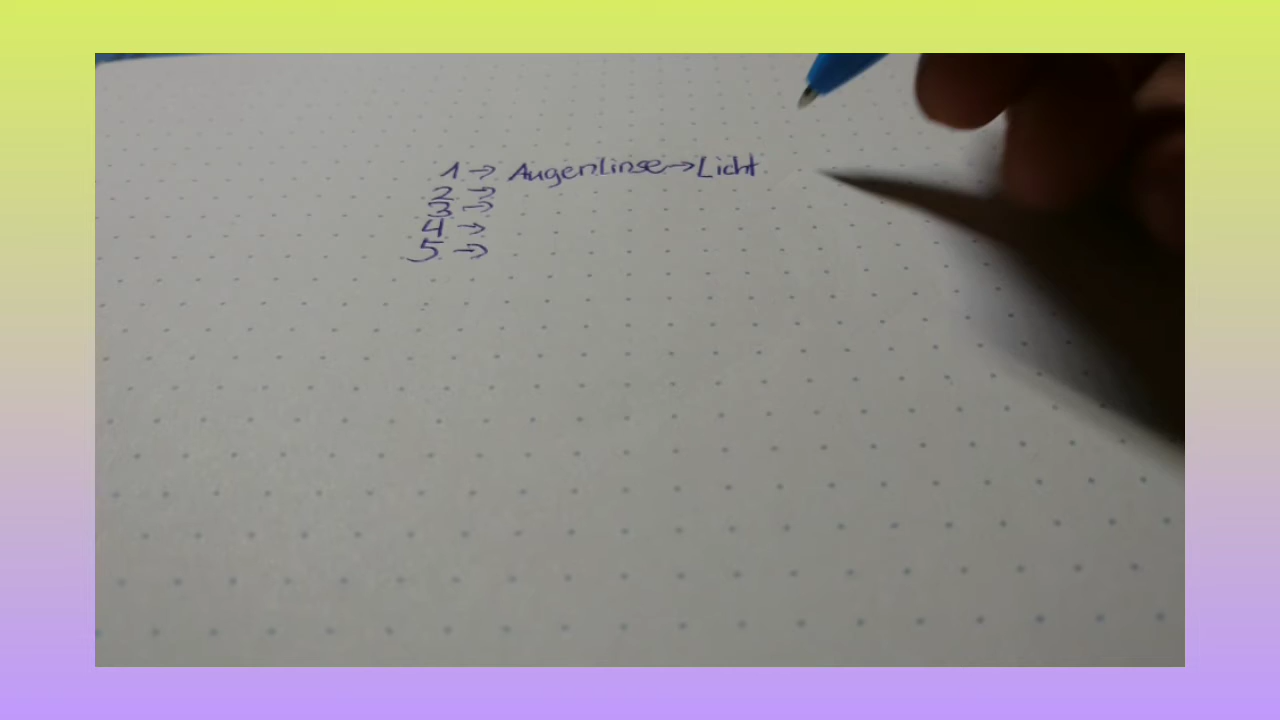 1 → Augenlinse → Licht
2 →
3 →
4 →
5 →